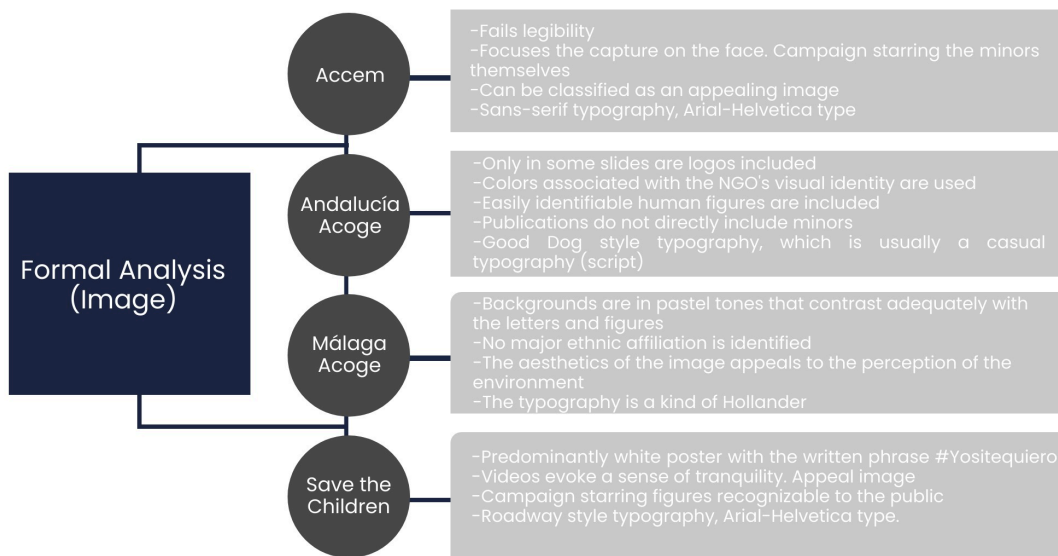 Formal Analysis
(Image)
Accem
-Fails legibility
-Focuses the capture on the face. Campaign starring the minors
themselves
-Can be classified as an appealing image
-Sans-serif typography, Arial-Helvetica type
Andalucía
Acoge
-Only in some slides are logos included
-Colors associated with the NGO's visual identity are used
-Easily identifiable human figures are included
-Publications do not directly include minors
-Good Dog style typography, which is usually a casual
typography (script)
Málaga
Acoge
-Backgrounds are in pastel tones that contrast adequately with
the letters and figures
-No major ethnic affiliation is identified
-The aesthetics of the image appeals to the perception of the
environment
-The typography is a kind of Hollander
Save the
Children
-Predominantly white poster with the written phrase #Yositequiero
-Videos evoke a sense of tranquility. Appeal image
-Campaign starring figures recognizable to the public
-Roadway style typography, Arial-Helvetica type.